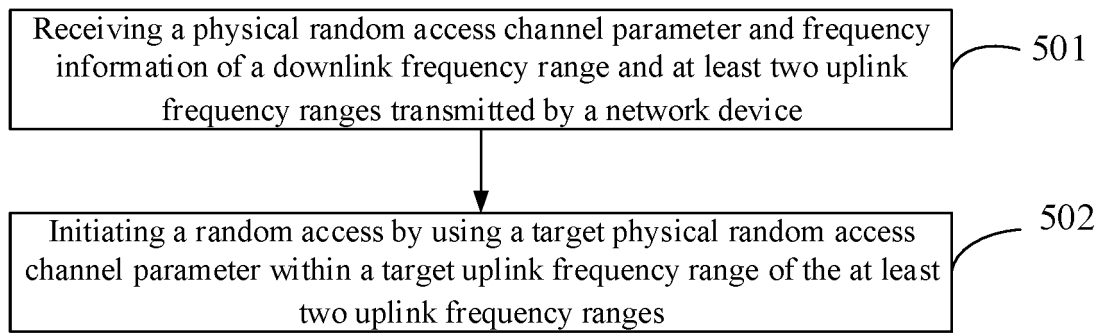 Receiving a physical random access channel parameter and frequency
information of a downlink frequency range and at least two uplink
frequency ranges transmitted by a network device
501
Initiating a random access by using a target physical random access
channel parameter within a target uplink frequency range of the at least
two uplink frequency ranges
502